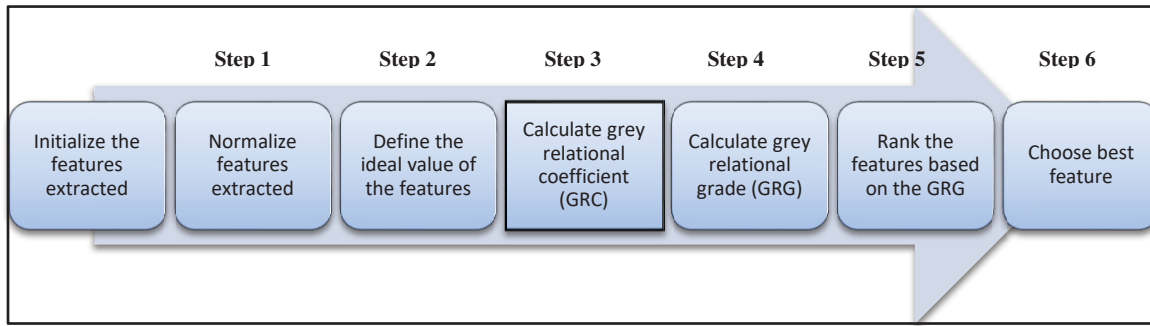 Step 1
Step 2
Step 3
Step 4
Step 5
Step 6
Initialize the
features
extracted
Normalize
features
extracted
Define the
ideal value of
the features
Calculate grey
relational
coefficient
(GRC)
Calculate grey
relational
grade (GRG)
Rank the
features based
on the GRG
Choose best
feature